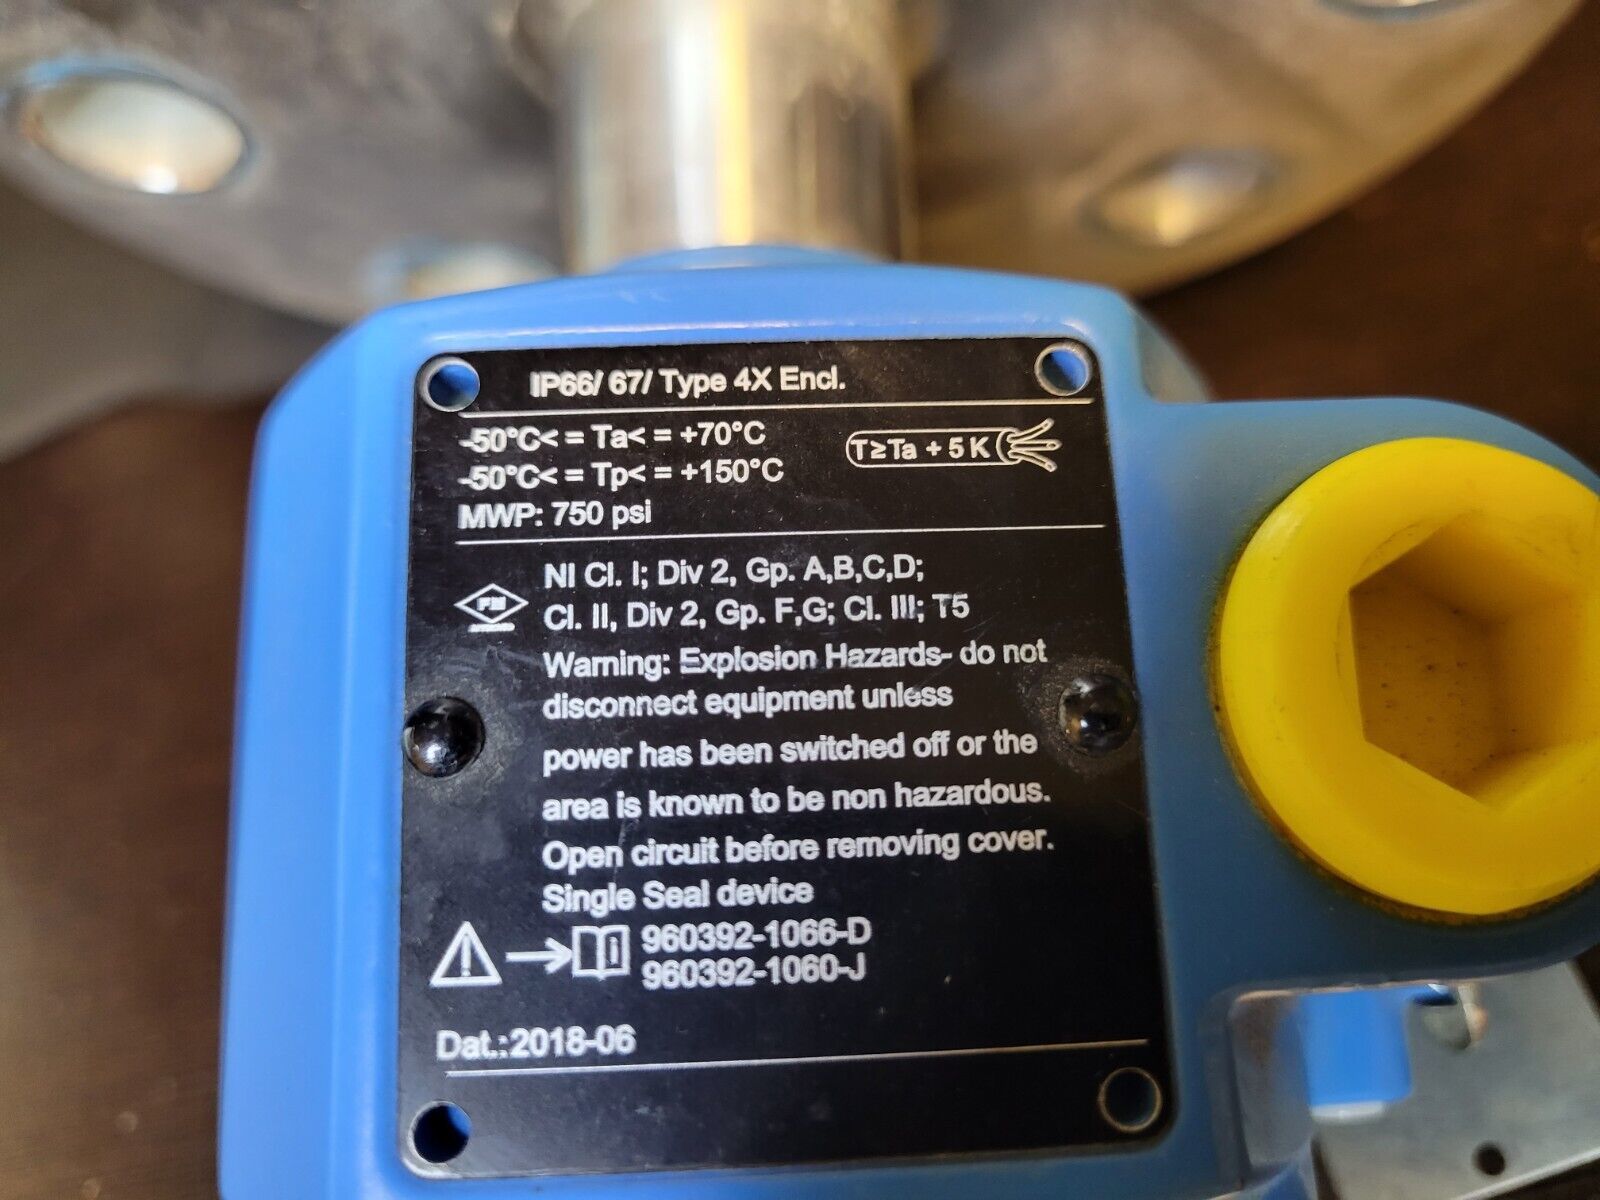 IP66/ 67/ Type 4X Encl.
-50°C< = Ta< = +70°C
T≥Ta + 5 K
-50°C< = Tp< = +150°C
MWP: 750 psi
FM
NI Cl. I; Div 2, Gp. A,B,C,D;
Cl. II, Div 2, Gp. F,G; Cl. III; T5
Warning: Explosion Hazards- do not
disconnect equipment unless
power has been switched off or the
area is known to be non hazardous.
Open circuit before removing cover.
Single Seal device
960392-1066-D
960392-1060-J
Dat.:2018-06